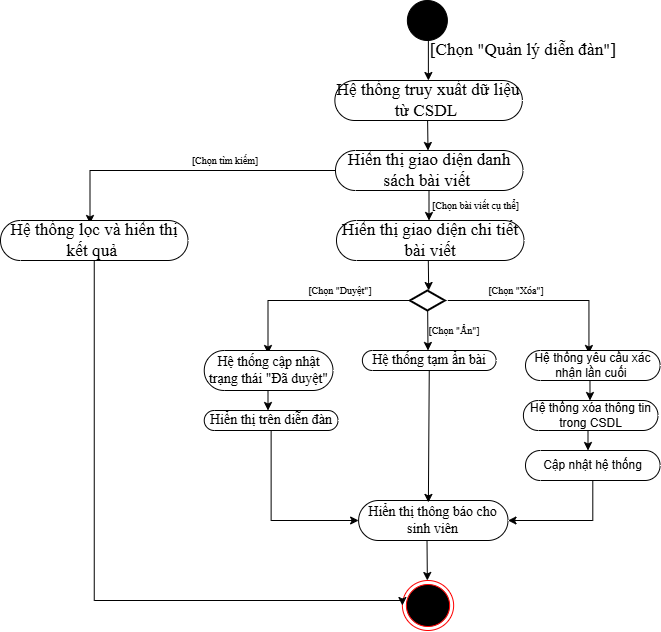 [Chọn "Quản lý diễn đàn"]
Hệ thống truy xuất dữ liệu
từ CSDL
Hiển thị giao diện danh
sách bài viết
[Chọn tìm kiếm]
[Chọn bài viết cụ thể]
Hệ thống lọc và hiển thị
kết quả
Hiển thị giao diện chi tiết
bài viết
[Chọn "Duyệt"]
[Chọn "Xóa"]
[Chọn "Ẩn"]
Hệ thống cập nhật
trạng thái "Đã duyệt"
Hệ thống tạm ẩn bài
Hệ thống yêu cầu xác
nhận lần cuối
Hiển thị trên diễn đàn
Hệ thống xóa thông tin
trong CSDL
Cập nhật hệ thống
Hiển thị thông báo cho
sinh viên